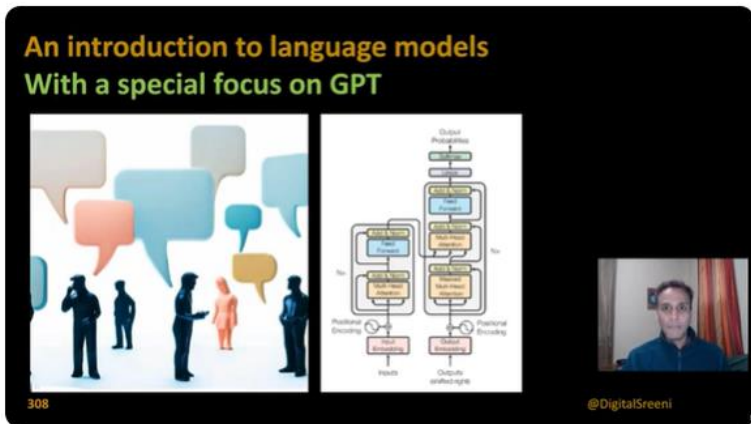 An introduction to language models
With a special focus on GPT
Output
Probabilities
Softmax
Linear
Add & Norm
Feed
Forward
Add & Norm
Multi-Head
Attention
Add & Norm
Masked
Multi-Head
Attention
Nx
Add & Norm
Feed
Forward
Add & Norm
Multi-Head
Attention
Nx
Positional
Encoding
Positional
Encoding
Input
Embedding
Output
Embedding
Inputs
Outputs
(shifted right)
308
@DigitalSreeni